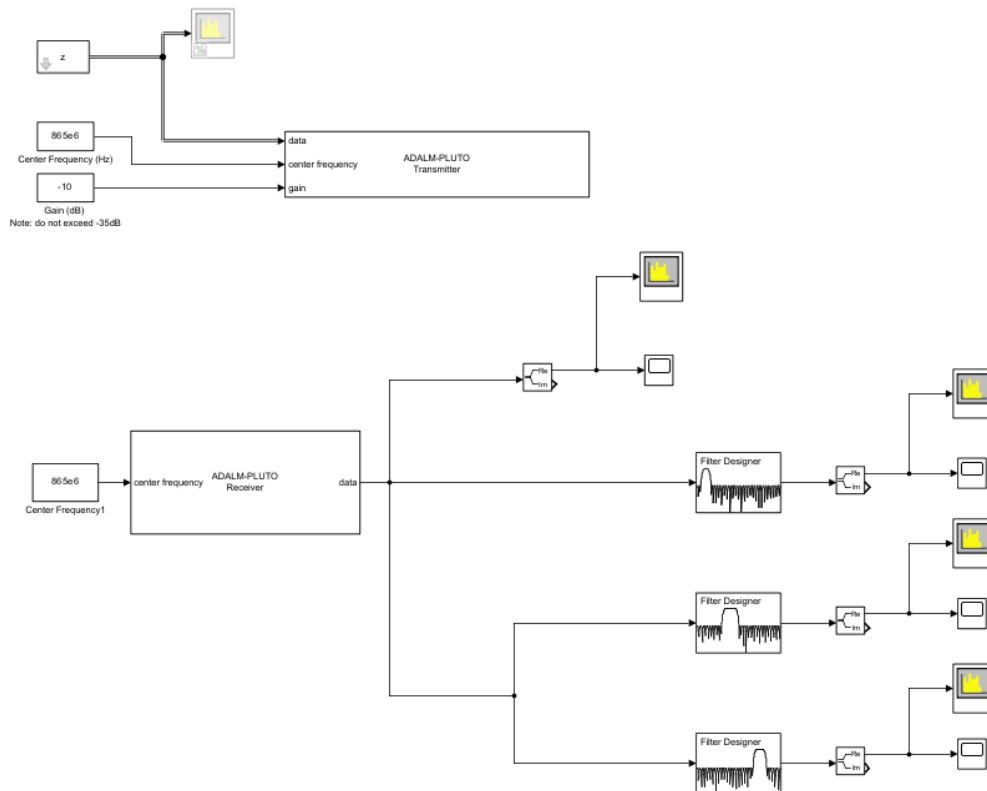 z
865e6
Center Frequency (Hz)
-10
Gain (dB)
Note: do not exceed -35dB
data
center frequency
gain
ADALM-PLUTO
Transmitter
Re
Im
865e6
Center Frequency1
center frequency
ADALM-PLUTO
Receiver
data
Filter Designer
Re
Im
Filter Designer
Re
Im
Filter Designer
Re
Im